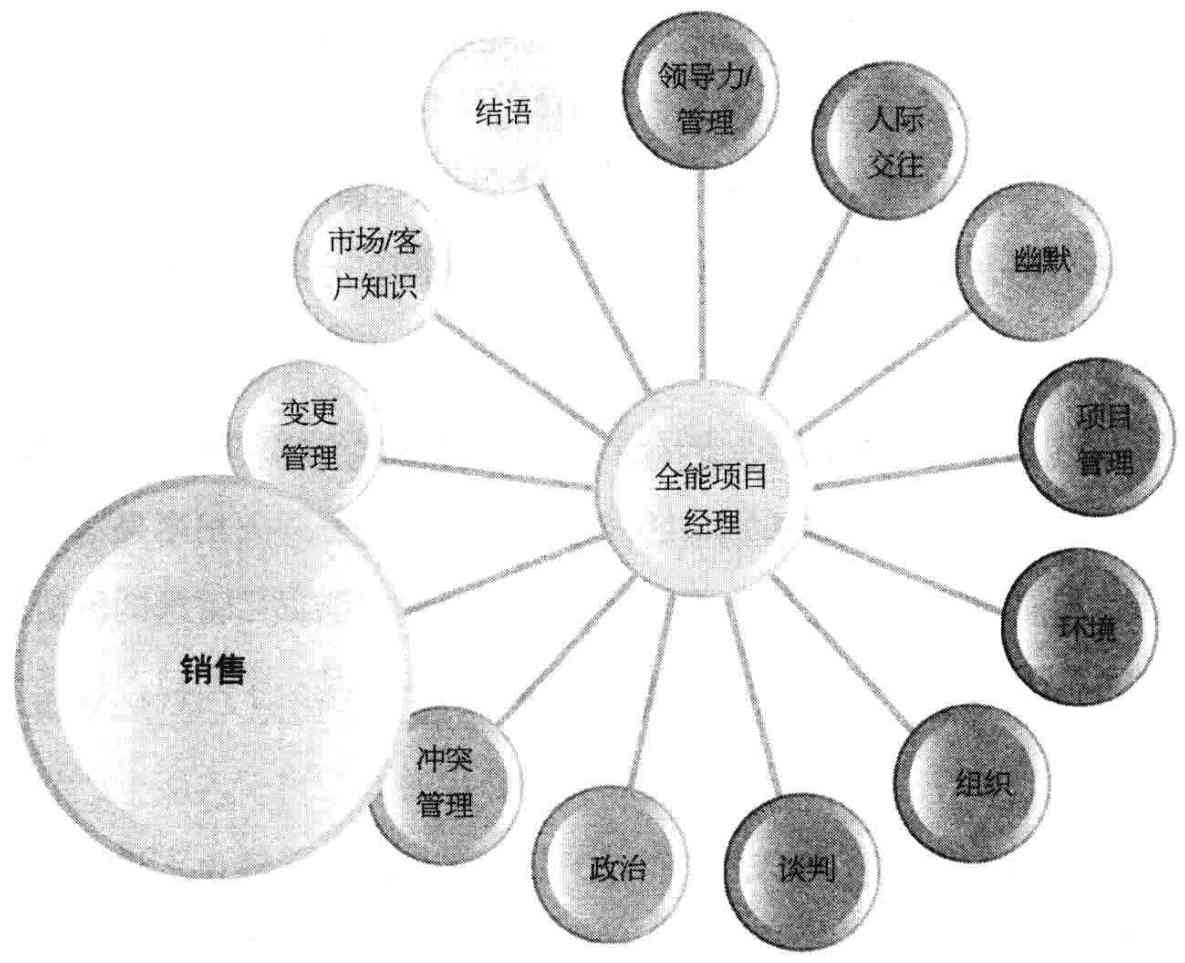 领导力/
管理
人际
交往
幽默
项目
管理
环境
组织
谈判
政治
冲突
管理
销售
变更
管理
市场/客
户知识
结语
全能项目
经理